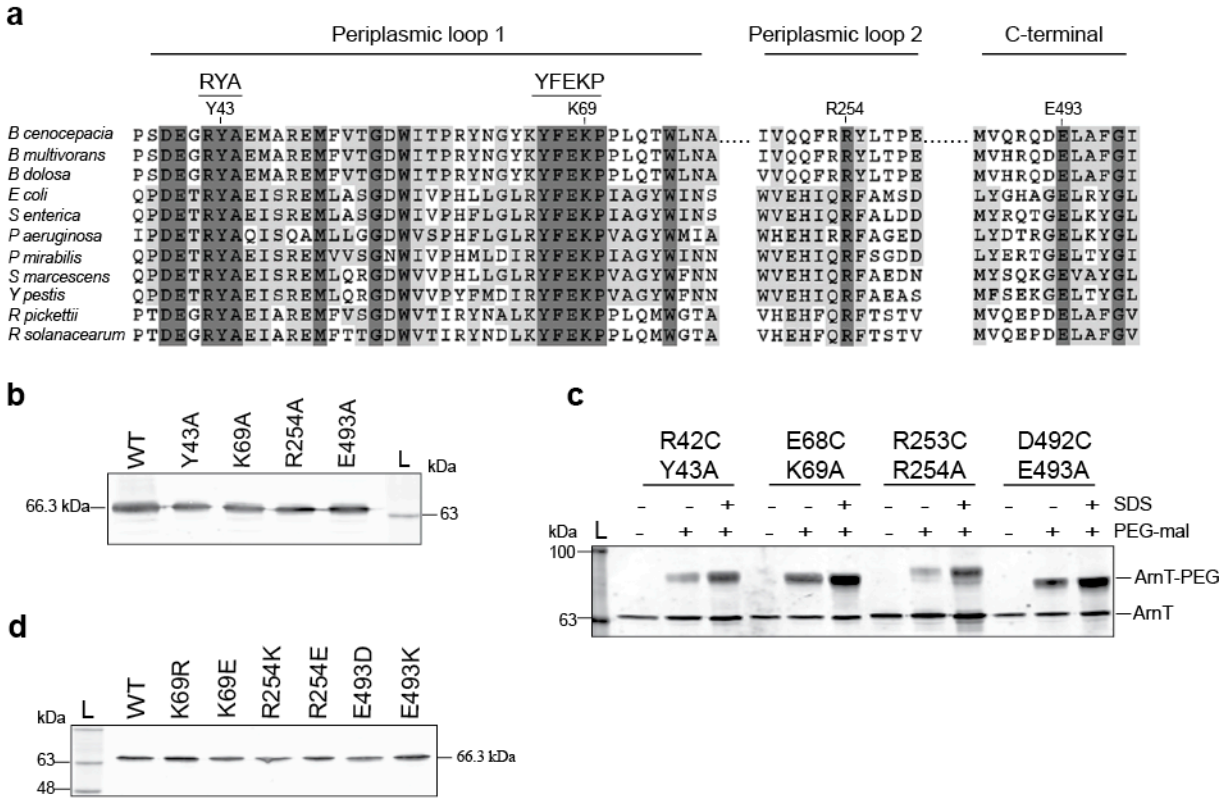 a
Periplasmic loop 1 Periplasmic loop 2 C-terminal
RYA YFEKP
Y43 K69 R254 E493
B cenocepacia PSDEGRYAEMAREMFVTGDWITPRYNGYKYFEKPPLQTWLNA IVQQFRRYLTPE MVQRQDELAFGI
B multivorans PSDEGRYAEMAREMFVTGDWITPRYNGYKYFEKPPLQTWLNA IVQQFRRYLTPE MVHRQDELAFGI
B dolosa PSDEGRYAEMAREMFVTGDWITPRYNGYKYFEKPPLQTWLNA VVQQFRRYLTPE MVHRQDELAFGI
E coli QPDETRYAEISREMLASGDWIVPHLLGLRYFEKPIAGYWINS WVEHIQRFAMSD LYGHAGELRYGL
S enterica QPDETRYAEISREMLASGDWIVPHFLGLRYFEKPIAGYWINS WVEHIQRFALDD MYRQTGELKYGL
P aeruginosa IPDETRYAQISQAMLLGGDWVSPHFLGLRYFEKPVAGYWMIA WHEHIRRFAGED MYRQDGELRYGL
P mirabilis QPDETRYAEISREMVVSGNWIVPHMLDIRYFEKPIAGYWINS WIEHIQRFSGDD MYRNTGELKYGL
S marcescens QPDETRYAEISREMLQRGDWVVPHLLGLRYFEKPVAGYWFNN WVEHIQRFAEDN MYSQKGEVAYGL
Y pestis QPDETRYAEISREMLQRGDWVVPYFMDIRYFEKPVAGYWFNN WVEHIQRFAEAS MFSEKGELTYGL
R pickettii PTDEGRYAEIAREMFVSGDWVTIRYNALKYFEKPPLQMWGTA VHEHFQRFTSTV MVQEPDELAFGV
R solanacearum PTDEGRYAEIAREMFTTGDWVTIRYNDLKYFEKPPLQMWGTA VHEHFQRFTSTV MVQEPDELAFGV
b
WT Y43A K69A R254A E493A L
kDa
66.3 kDa
63
c
R42C E68C R253C D492C
Y43A K69A R254A E493A
- - + - - + - - + - - + SDS
kDa L - + + - + + - + + - + + PEG-mal
100
ArnT-PEG
63
ArnT
d
kDa L WT K69R K69E R254K R254E E493D E493K
63
66.3 kDa
48